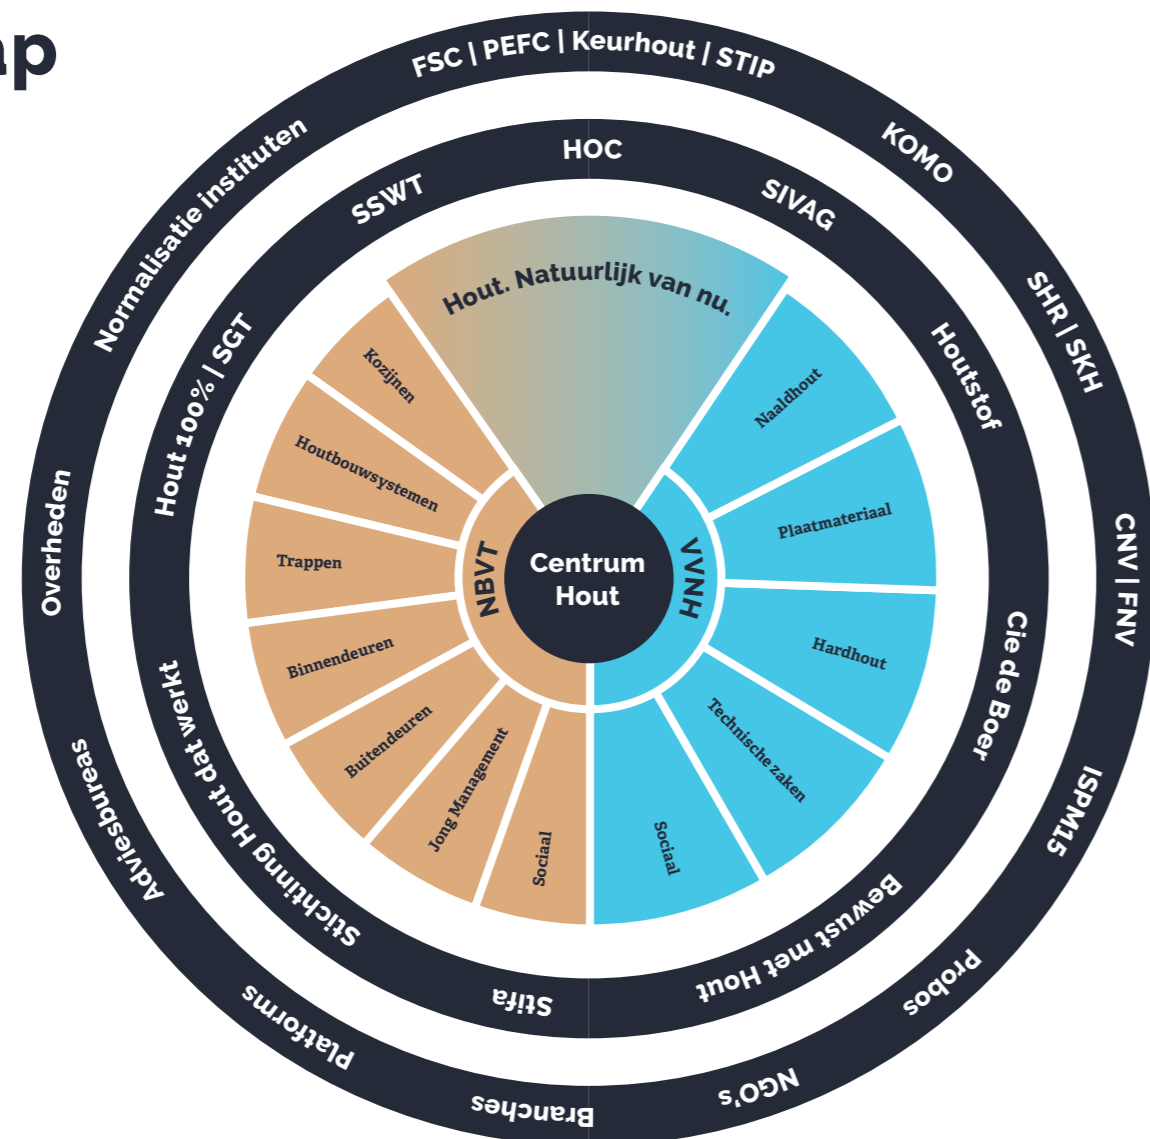 ap
FSC | PEFC | Keurhout | STIP
KOMO
SHR | SKH
CNV | FNV
ISPM15
Probos
NGO's
Branches
Platforms
Adviesbureas
Overheden
Normalisatie instituten
HOC
SIVAG
Houtstof
Cie de Boer
Bewust met Hout
Stifa
Stichtinng Hout dat werkt
Hout 100% | SGT
SSWT
Hout. Natuurlijk van nu.
Naaldhout
Plaatmateriaal
Hardhout
Technische zaken
Sociaal
Sociaal
Jong Management
Buitendeuren
Binnendeuren
Trappen
Houtbouwsystemen
Kozijnen
NBVT
VVNH
Centrum
Hout